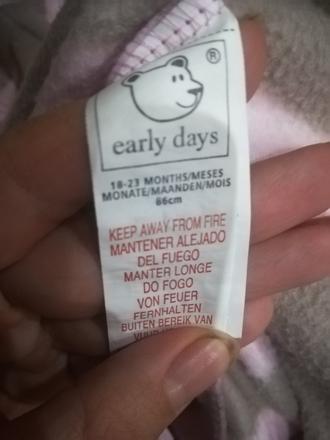 ®
early days
18-23 MONTHS/MESES
MONATE/MAANDEN/MOIS
86cm
KEEP AWAY FROM FIRE
MANTENER ALEJADO
DEL FUEGO
MANTER LONGE
DO FOGO
VON FEUER
FERNHALTEN
BUITEN BEREIK VAN